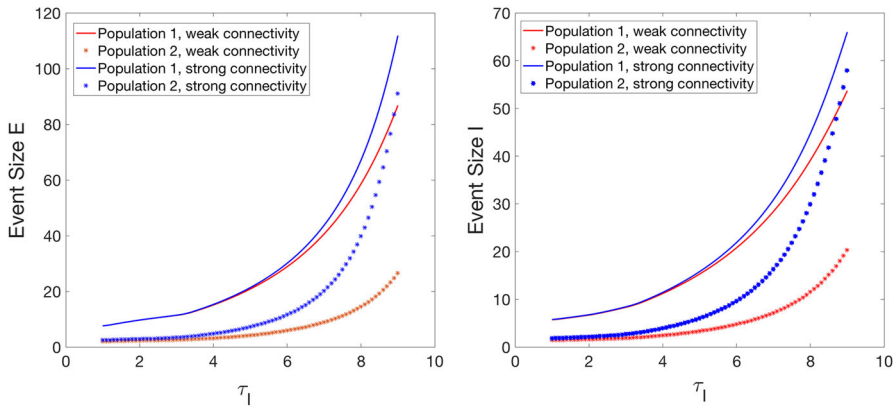 120
100
80
60
40
20
0
Event Size E
Population 1, weak connectivity
Population 2, weak connectivity
Population 1, strong connectivity
Population 2, strong connectivity
0 2 4 6 8 10
τ_I
70
60
50
40
30
20
10
0
Event Size I
Population 1, weak connectivity
Population 2, weak connectivity
Population 1, strong connectivity
Population 2, strong connectivity
0 2 4 6 8 10
τ_I